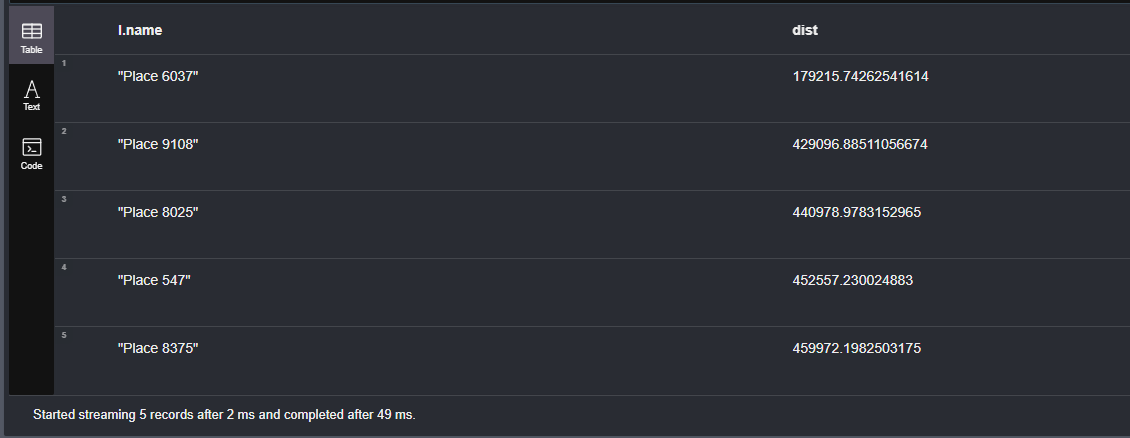 Table
Text
Code
l.name dist
1 "Place 6037" 179215.74262541614
2 "Place 9108" 429096.88511056674
3 "Place 8025" 440978.9783152965
4 "Place 547" 452557.230024883
5 "Place 8375" 459972.1982503175
Started streaming 5 records after 2 ms and completed after 49 ms.